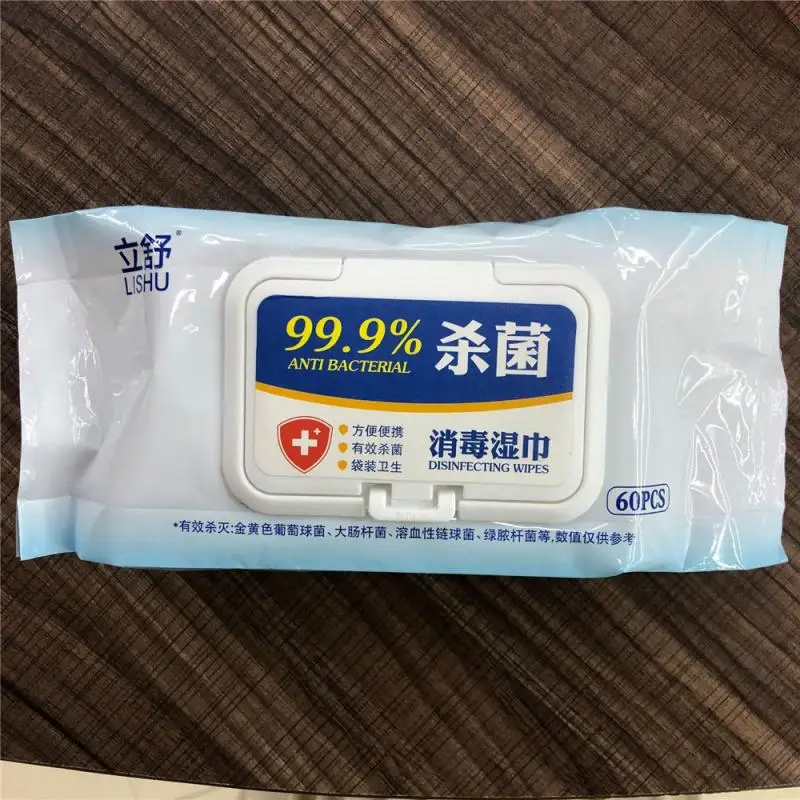 立舒®
LISHU
99.9% 杀菌
ANTI BACTERIAL
方便便携
有效杀菌
袋装卫生
消毒湿巾
DISINFECTING WIPES
60PCS
*有效杀灭:金黄色葡萄球菌、大肠杆菌、溶血性链球菌、绿脓杆菌等,数值仅供参考